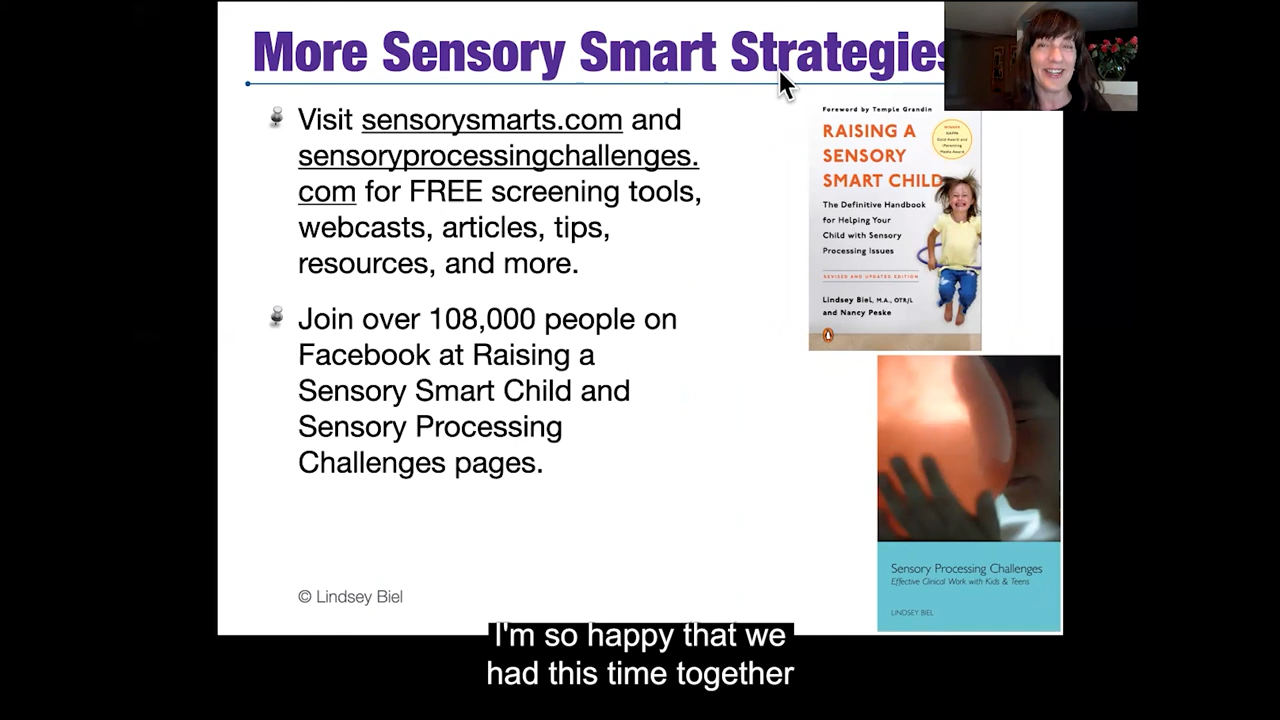 More Sensory Smart Strategies
Visit sensorysmarts.com and
sensoryprocessingchallenges.
com for FREE screening tools,
webcasts, articles, tips,
resources, and more.
Join over 108,000 people on
Facebook at Raising a
Sensory Smart Child and
Sensory Processing
Challenges pages.
© Lindsey Biel
Foreword by Temple Grandin
RAISING A
SENSORY
SMART CHILD
The Definitive Handbook
for Helping Your
Child with Sensory
Processing Issues
REVISED AND UPDATED EDITION
Lindsey Biel, M.A., OTR/L
and Nancy Peske
Sensory Processing Challenges
Effective Clinical Work with Kids & Teens
LINDSEY BIEL
I'm so happy that we
had this time together